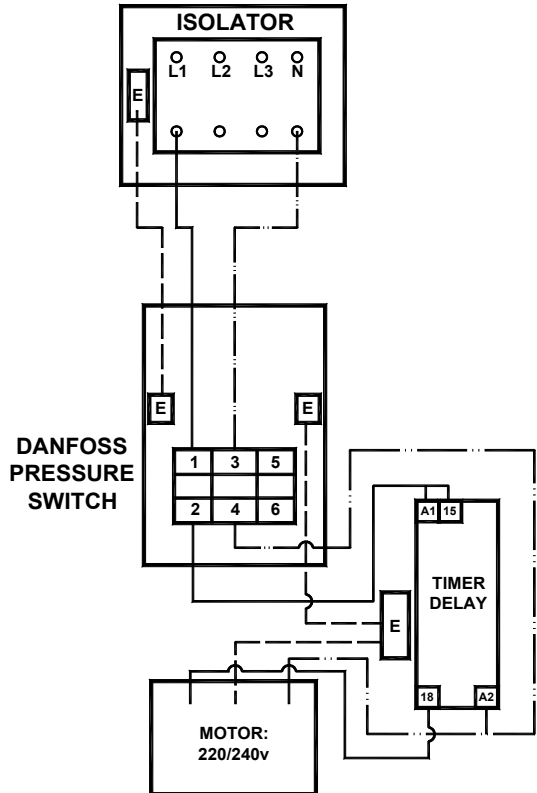 ISOLATOR
L1 L2 L3 N
E
E
E
DANFOSS
PRESSURE
SWITCH
1 3 5
2 4 6
A1 15
TIMER
DELAY
E
18 A2
MOTOR:
220/240v